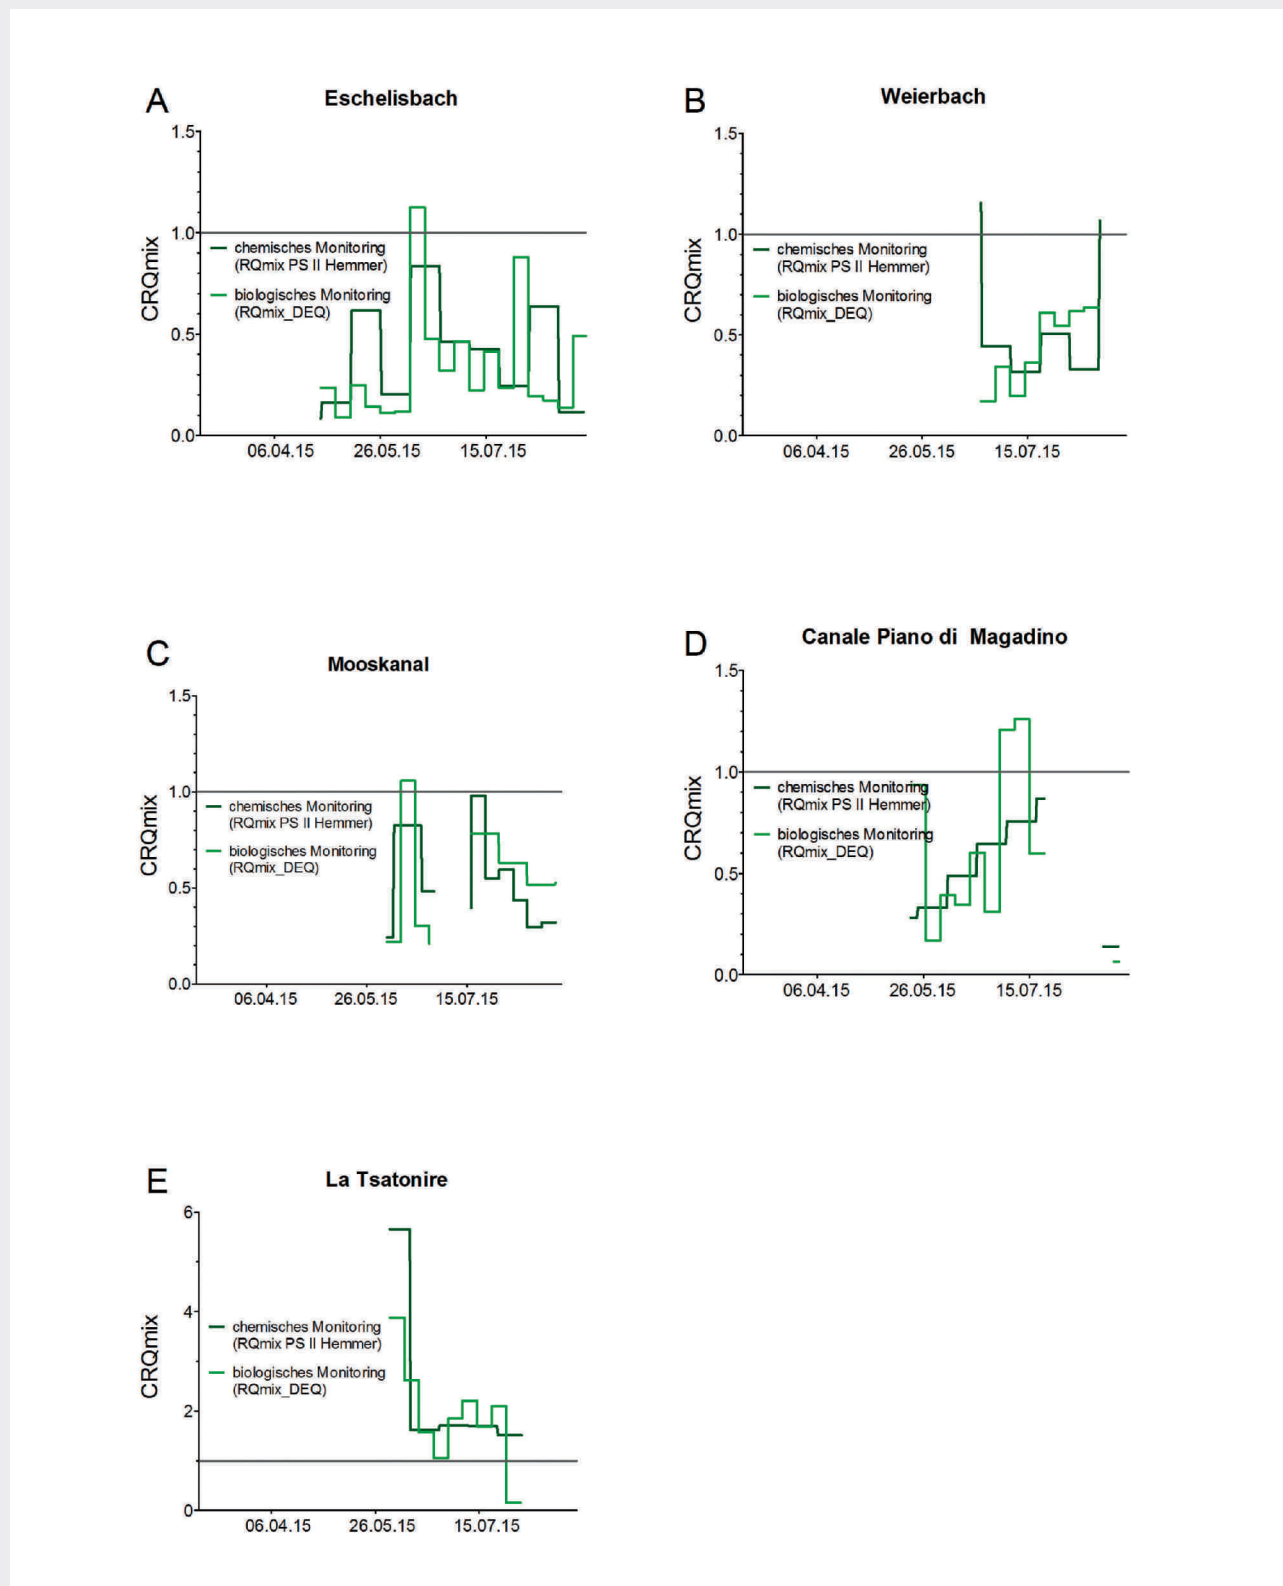 A
Eschelisbach
1.5
1.0
0.5
0.0
CRQmix
chemisches Monitoring
(RQmix PS II Hemmer)
biologisches Monitoring
(RQmix_DEQ)
06.04.15 26.05.15 15.07.15
B
Weierbach
1.5
1.0
0.5
0.0
CRQmix
chemisches Monitoring
(RQmix PS II Hemmer)
biologisches Monitoring
(RQmix_DEQ)
06.04.15 26.05.15 15.07.15
C
Mooskanal
1.5
1.0
0.5
0.0
CRQmix
chemisches Monitoring
(RQmix PS II Hemmer)
biologisches Monitoring
(RQmix_DEQ)
06.04.15 26.05.15 15.07.15
D
Canale Piano di Magadino
1.5
1.0
0.5
0.0
CRQmix
chemisches Monitoring
(RQmix PS II Hemmer)
biologisches Monitoring
(RQmix_DEQ)
06.04.15 26.05.15 15.07.15
E
La Tsatonire
6
4
2
0
CRQmix
chemisches Monitoring
(RQmix PS II Hemmer)
biologisches Monitoring
(RQmix_DEQ)
06.04.15 26.05.15 15.07.15